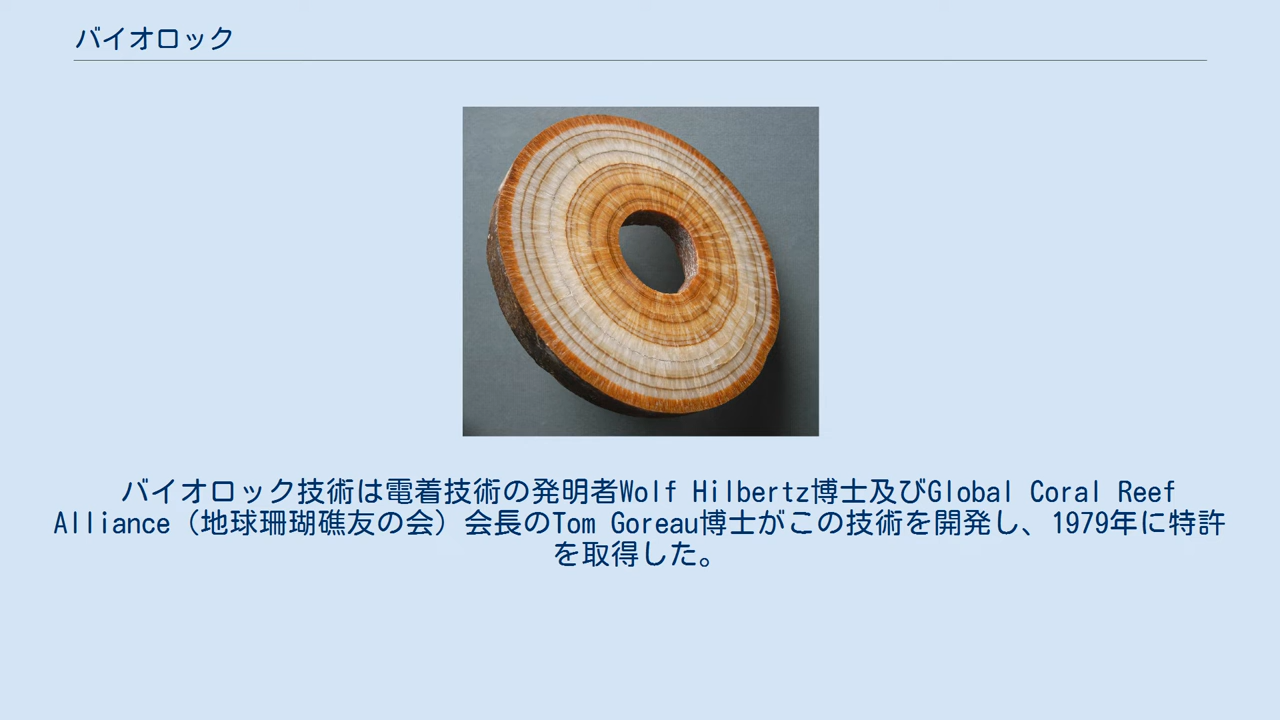 バイオロック
バイオロック技術は電着技術の発明者Wolf Hilbertz博士及びGlobal Coral Reef
Alliance（地球珊瑚礁友の会）会長のTom Goreau博士がこの技術を開発し、1979年に特許
を取得した。